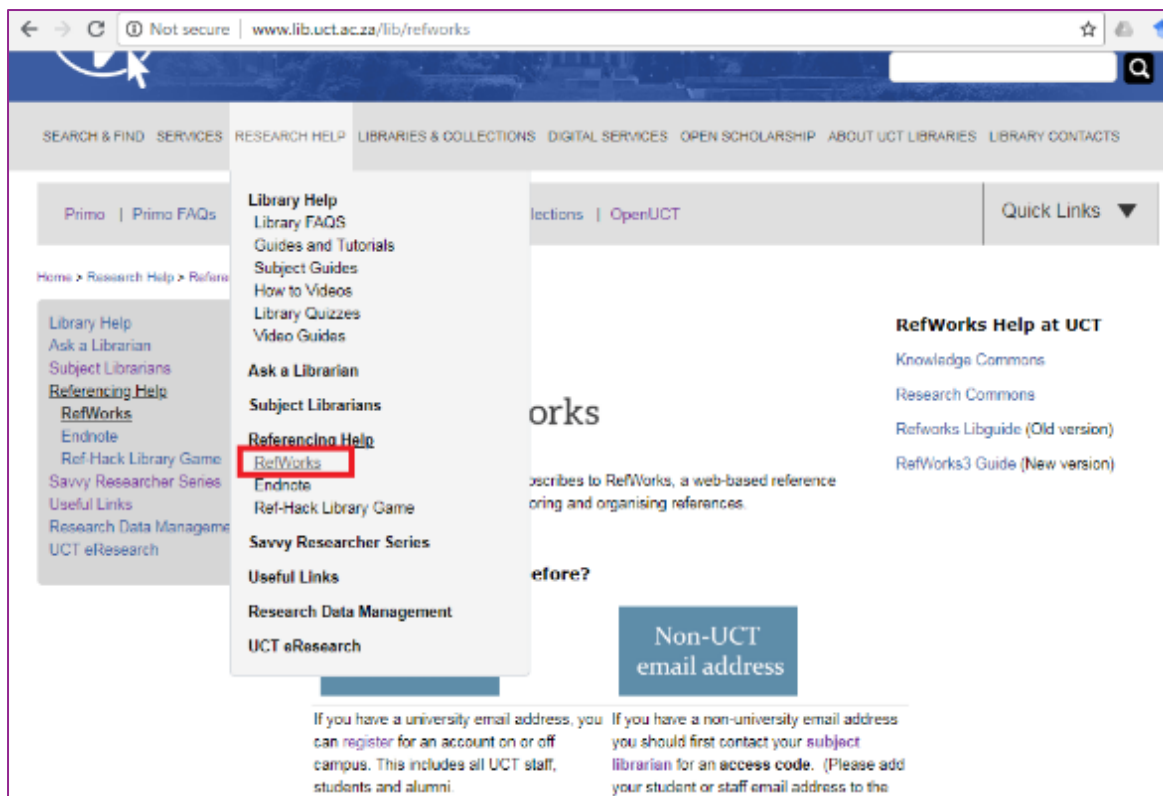 Not secure | www.lib.uct.ac.za/lib/refworks
SEARCH & FIND SERVICES RESEARCH HELP LIBRARIES & COLLECTIONS DIGITAL SERVICES OPEN SCHOLARSHIP ABOUT UCT LIBRARIES LIBRARY CONTACTS
Primo | Primo FAQs
lections | OpenUCT
Quick Links
Home > Research Help > Refere
Library Help
Ask a Librarian
Subject Librarians
Referencing Help
RefWorks
Endnote
Ref-Hack Library Game
Savvy Researcher Series
Useful Links
Research Data Manageme
UCT eResearch
Library Help
Library FAQS
Guides and Tutorials
Subject Guides
How to Videos
Library Quizzes
Video Guides
Ask a Librarian
Subject Librarians
Referencing Help
RefWorks
Endnote
Ref-Hack Library Game
Savvy Researcher Series
Useful Links
Research Data Management
UCT eResearch
orks
oscribes to RefWorks, a web-based reference
oring and organising references.
efore?
RefWorks Help at UCT
Knowledge Commons
Research Commons
Refworks Libguide (Old version)
RefWorks3 Guide (New version)
Non-UCT
email address
If you have a university email address, you
can register for an account on or off
campus. This includes all UCT staff,
students and alumni.
If you have a non-university email address
you should first contact your subject
librarian for an access code. (Please add
your student or staff email address to the